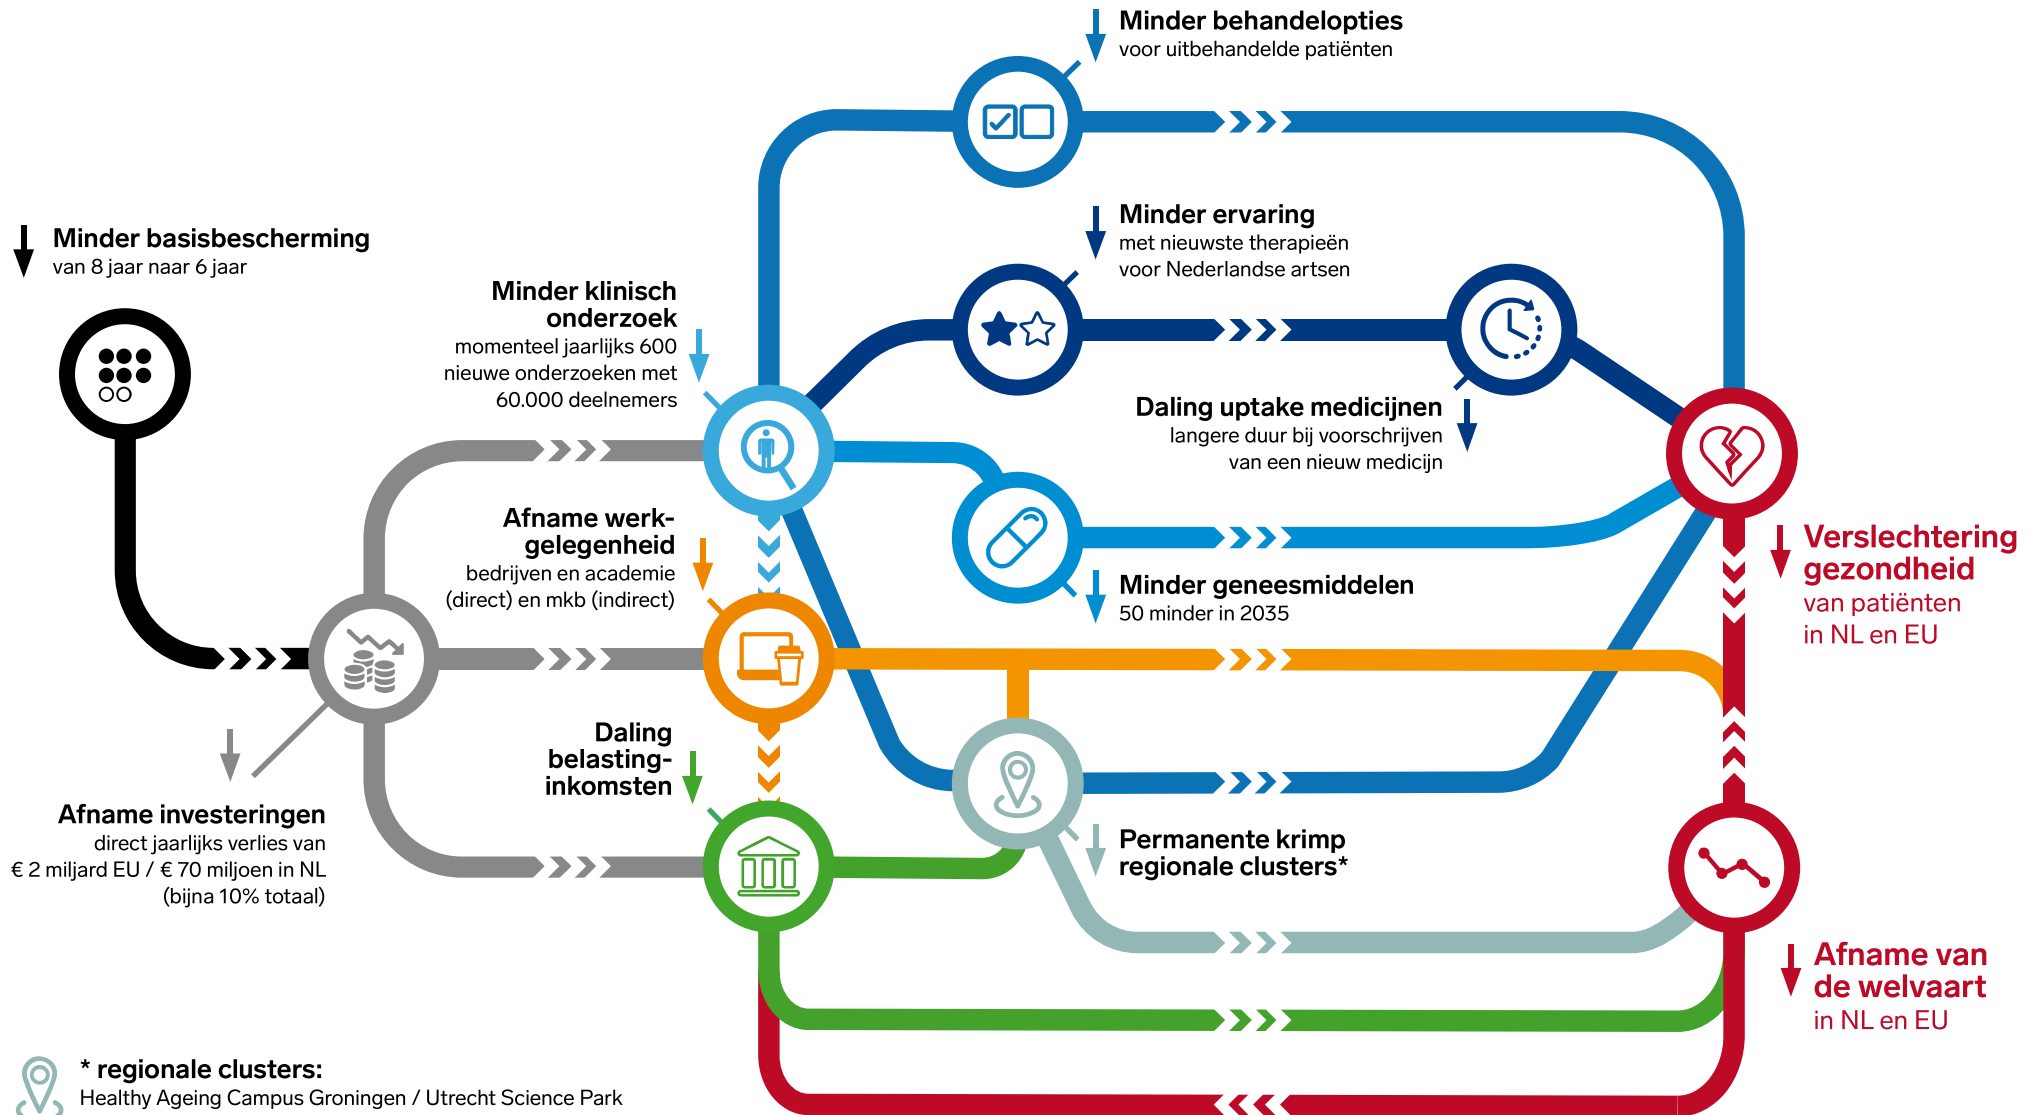 Minder behandelopties
voor uitbehandelde patiënten
Minder ervaring
met nieuwste therapieën
voor Nederlandse artsen
Minder basisbescherming
van 8 jaar naar 6 jaar
Minder klinisch
onderzoek
momenteel jaarlijks 600
nieuwe onderzoeken met
60.000 deelnemers
Daling uptake medicijnen
langere duur bij voorschrijven
van een nieuw medicijn
Afname werk-
gelegenheid
bedrijven en academie
(direct) en mkb (indirect)
Minder geneesmiddelen
50 minder in 2035
Verslechtering
gezondheid
van patiënten
in NL en EU
Daling
belasting-
inkomsten
Afname investeringen
direct jaarlijks verlies van
€ 2 miljard EU / € 70 miljoen in NL
(bijna 10% totaal)
Permanente krimp
regionale clusters*
Afname van
de welvaart
in NL en EU
* regionale clusters:
Healthy Ageing Campus Groningen / Utrecht Science Park